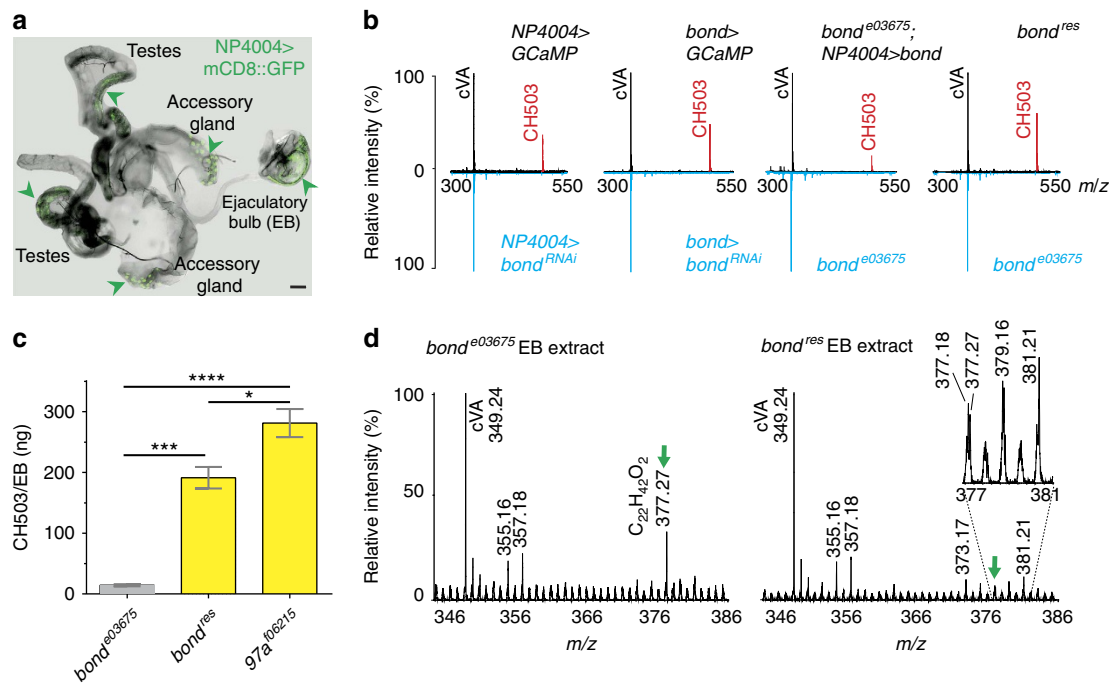 a
Testes
NP4004>
mCD8::GFP
Accessory
gland
Ejaculatory
bulb (EB)
Testes
Accessory
gland
b
NP4004>
GCaMP
bond>
GCaMP
bond^e03675;
NP4004>bond
bond^res
Relative intensity (%)
100
0
cVA
CH503
cVA
CH503
cVA
CH503
cVA
CH503
300 550
300 550
300 550
300 550 m/z
Relative intensity (%)
100
NP4004>
bond^RNAi
bond>
bond^RNAi
bond^e03675
bond^e03675
c
CH503/EB (ng)
300
200
100
0
****
*
***
bond^e03675
bond^res
97a^f06215
d
bond^e03675 EB extract
Relative intensity (%)
100
50
0
cVA
349.24
355.16
357.18
C22H42O2
377.27
346 356 366 376 386
m/z
bond^res EB extract
cVA
349.24
355.16
357.18
373.17
381.21
377.18
377.27
379.16
381.21
377 381
346 356 366 376 386
m/z